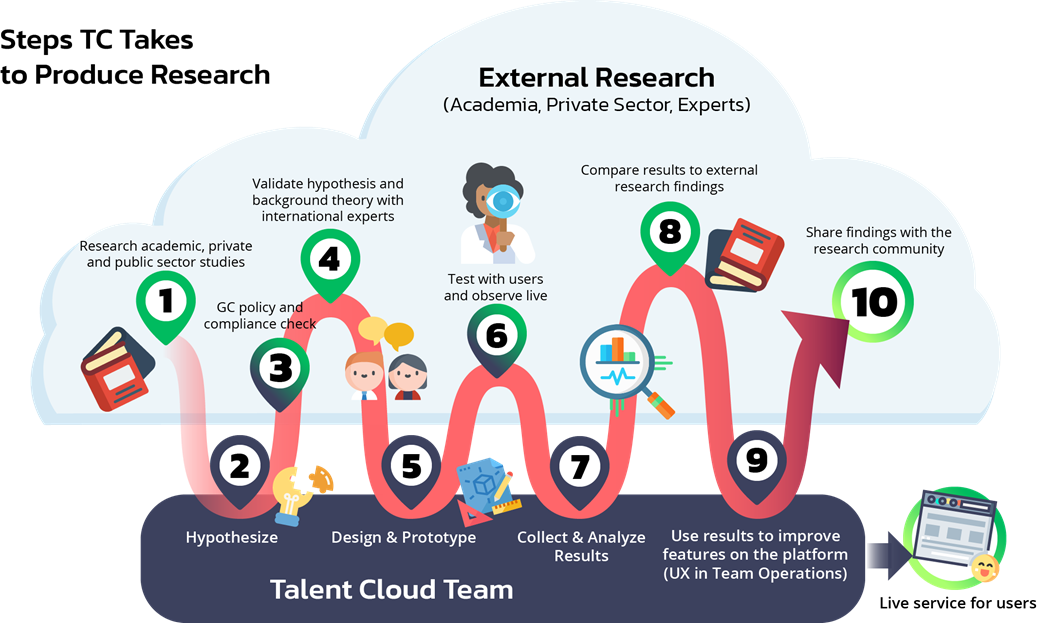 Steps TC Takes
to Produce Research
External Research
(Academia, Private Sector, Experts)
Research academic, private
and public sector studies
1
Hypothesize
2
GC policy and
compliance check
3
Validate hypothesis and
background theory with
international experts
4
Design & Prototype
5
Test with users
and observe live
6
Collect & Analyze
Results
7
Compare results to external
research findings
8
Use results to improve
features on the platform
(UX in Team Operations)
9
Share findings with the
research community
10
Talent Cloud Team
Live service for users